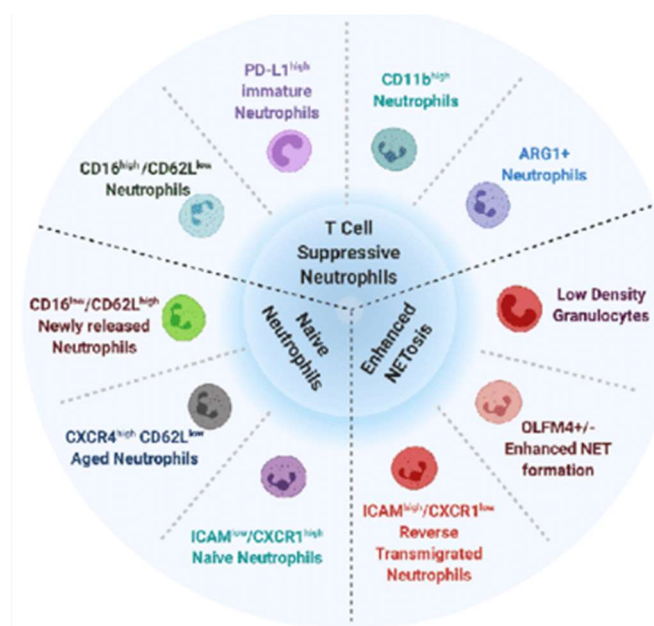 PD-L1ʰⁱᵍʰ
immature
Neutrophils
CD11bʰⁱᵍʰ
Neutrophils
ARG1+
Neutrophils
CD16ʰⁱᵍʰ/CD62Lˡᵒʷ
Neutrophils
T Cell
Suppressive
Neutrophils
Naive
Neutrophils
Enhanced
NETosis
Low Density
Granulocytes
CD16ˡᵒʷ/CD62Lʰⁱᵍʰ
Newly released
Neutrophils
OLFM4+/-
Enhanced NET
formation
CXCR4ʰⁱᵍʰ CD62Lˡᵒʷ
Aged Neutrophils
ICAMʰⁱᵍʰ/CXCR1ˡᵒʷ
Reverse
Transmigrated
Neutrophils
ICAMˡᵒʷ/CXCR1ʰⁱᵍʰ
Naive Neutrophils